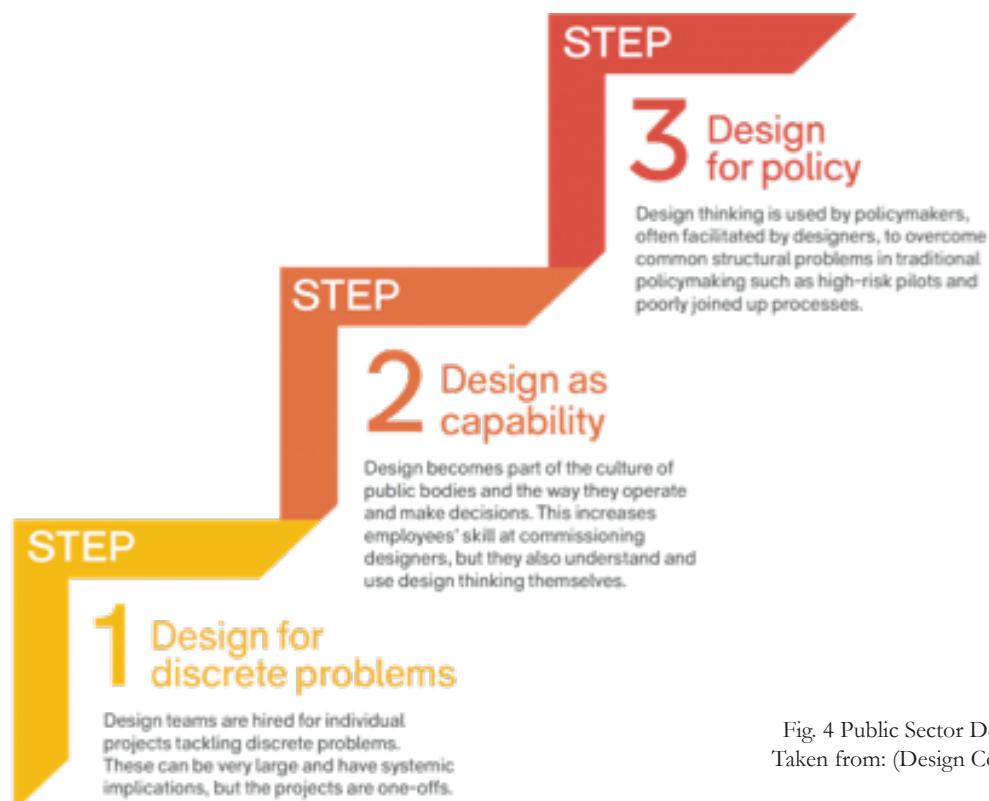 STEP
3
Design
for policy
Design thinking is used by policymakers,
often facilitated by designers, to overcome
common structural problems in traditional
policymaking such as high-risk pilots and
poorly joined up processes.
STEP
2
Design as
capability
Design becomes part of the culture of
public bodies and the way they operate
and make decisions. This increases
employees' skill at commissioning
designers, but they also understand and
use design thinking themselves.
STEP
1
Design for
discrete problems
Design teams are hired for individual
projects tackling discrete problems.
These can be very large and have systemic
implications, but the projects are one-offs.
Fig. 4 Public Sector
Taken from: (Design